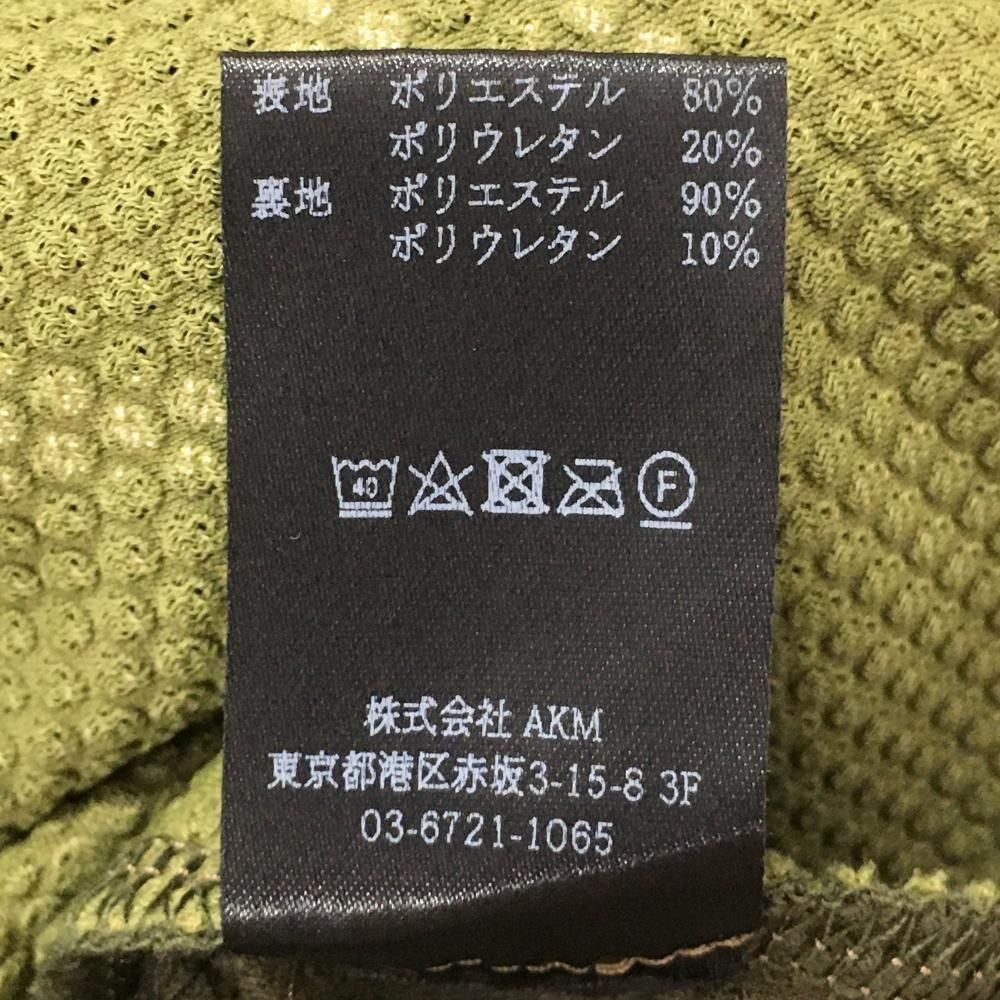 表地 ポリエステル 80%
ポリウレタン 20%
裏地 ポリエステル 90%
ポリウレタン 10%
40 F
株式会社 AKM
東京都港区赤坂3-15-8 3F
03-6721-1065